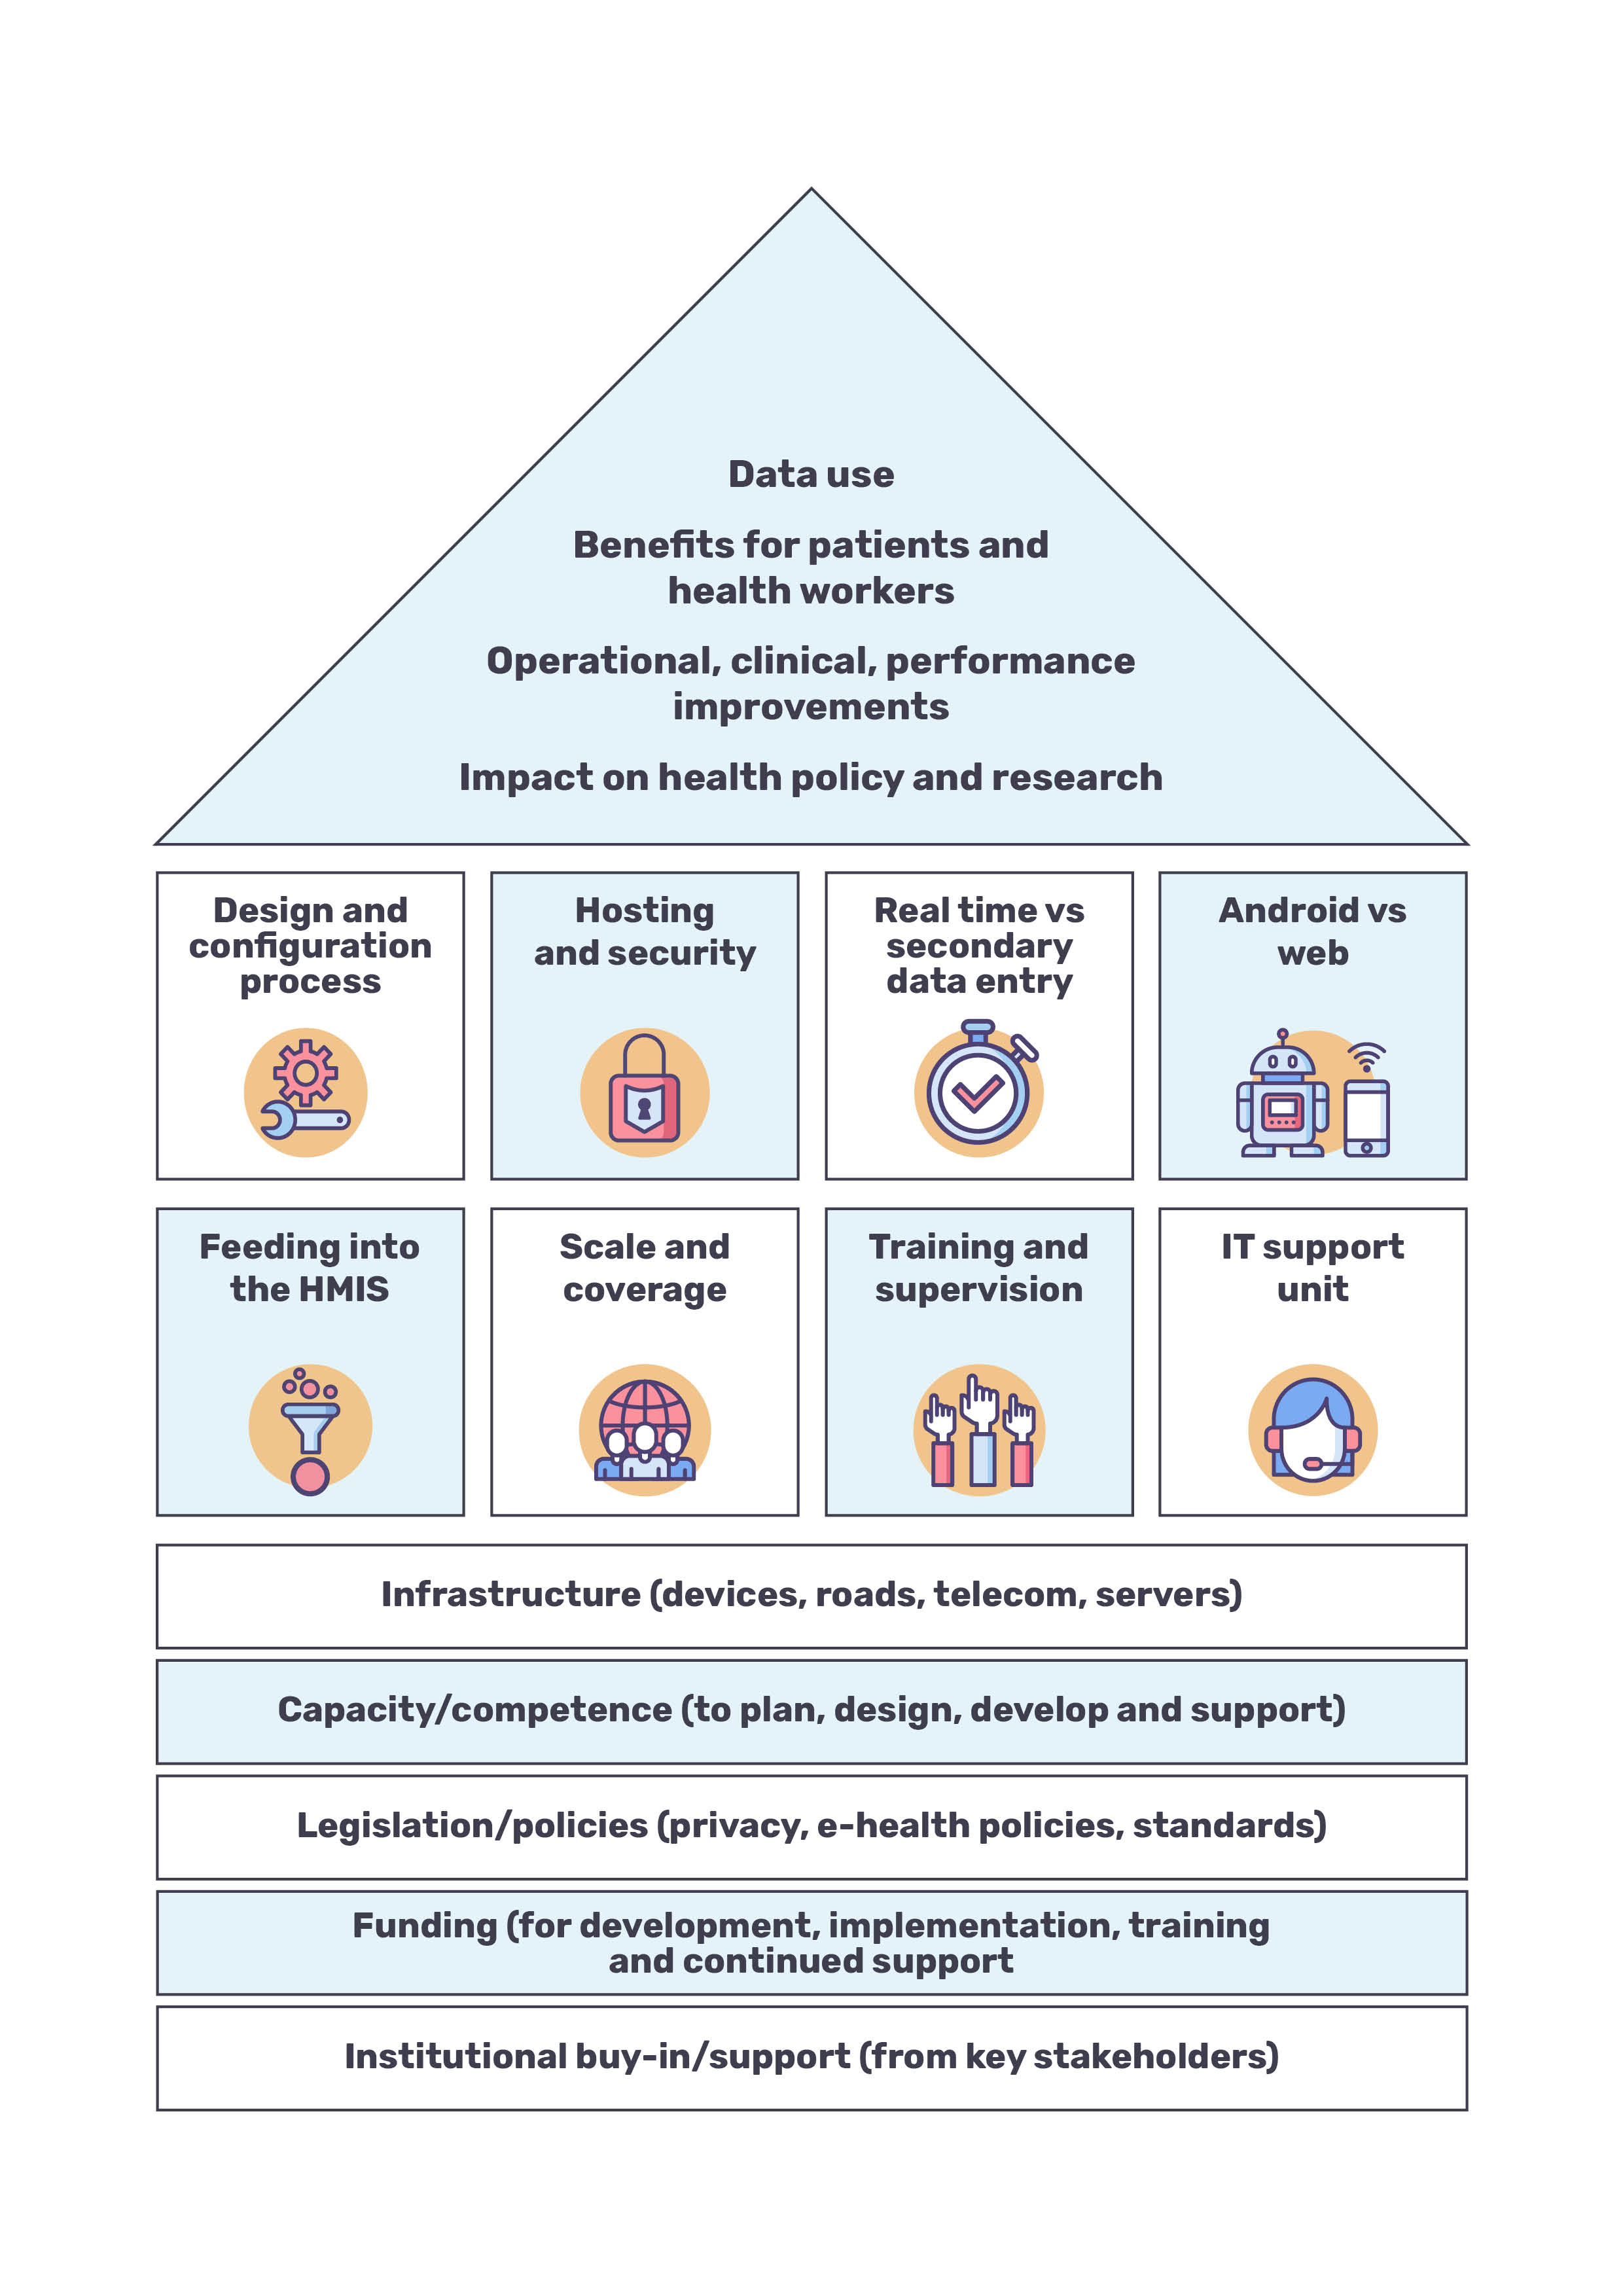 Data use
Benefits for patients and
health workers
Operational, clinical, performance
improvements
Impact on health policy and research
Design and
configuration
process
Hosting
and security
Real time vs
secondary
data entry
Android vs
web
Feeding into
the HMIS
Scale and
coverage
Training and
supervision
IT support
unit
Infrastructure (devices, roads, telecom, servers)
Capacity/competence (to plan, design, develop and support)
Legislation/policies (privacy, e-health policies, standards)
Funding (for development, implementation, training
and continued support
Institutional buy-in/support (from key stakeholders)